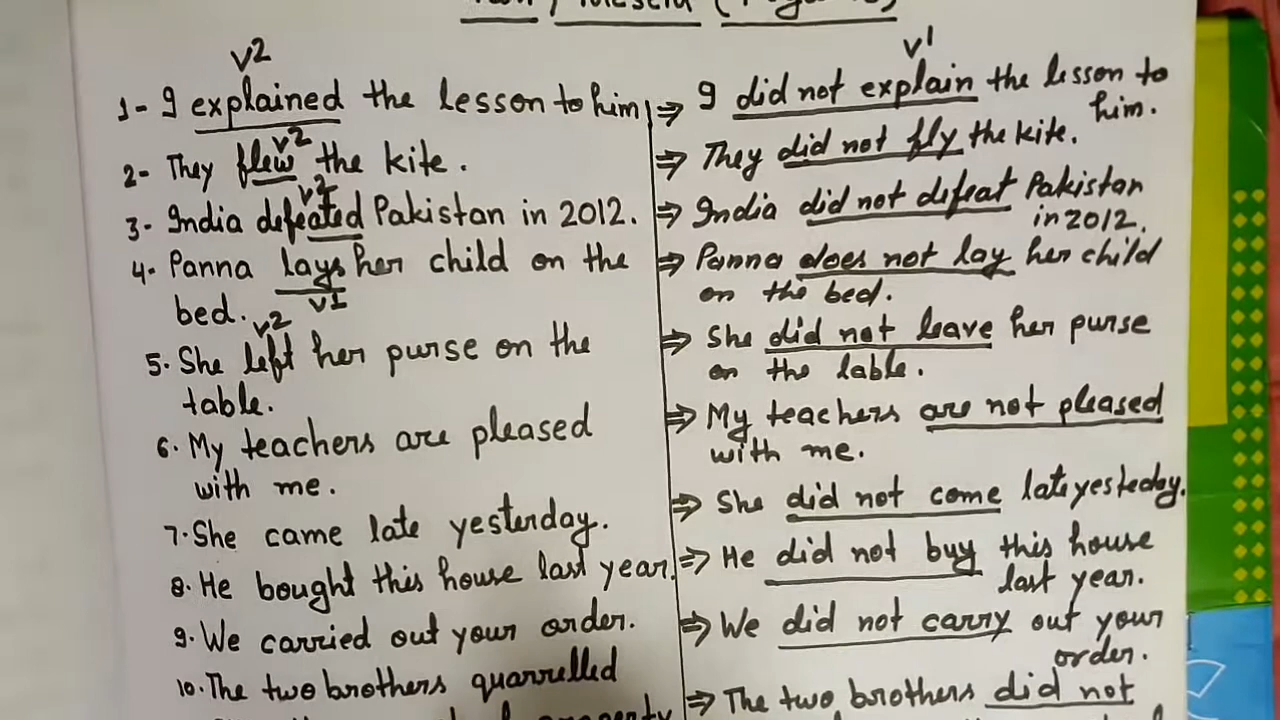 v2
1- I explained the lesson to him
v2
2- They flew the kite.
v2
3- India defeated Pakistan in 2012.
4- Panna lays her child on the
bed.
v1
v2
5. She left her purse on the
table.
6. My teachers are pleased
with me.
7. She came late yesterday.
8. He bought this house last year.
9. We carried out your order.
10. The two brothers quarrelled
v1
⇒ I did not explain the lesson to
him.
⇒ They did not fly the kite.
⇒ India did not defeat Pakistan
in 2012.
⇒ Panna does not lay her child
on the bed.
⇒ She did not leave her purse
on the lable.
⇒ My teachers are not pleased
with me.
⇒ She did not come late yesteday.
⇒ He did not buy this house
last year.
⇒ We did not carry out your
order.
⇒ The two brothers did not